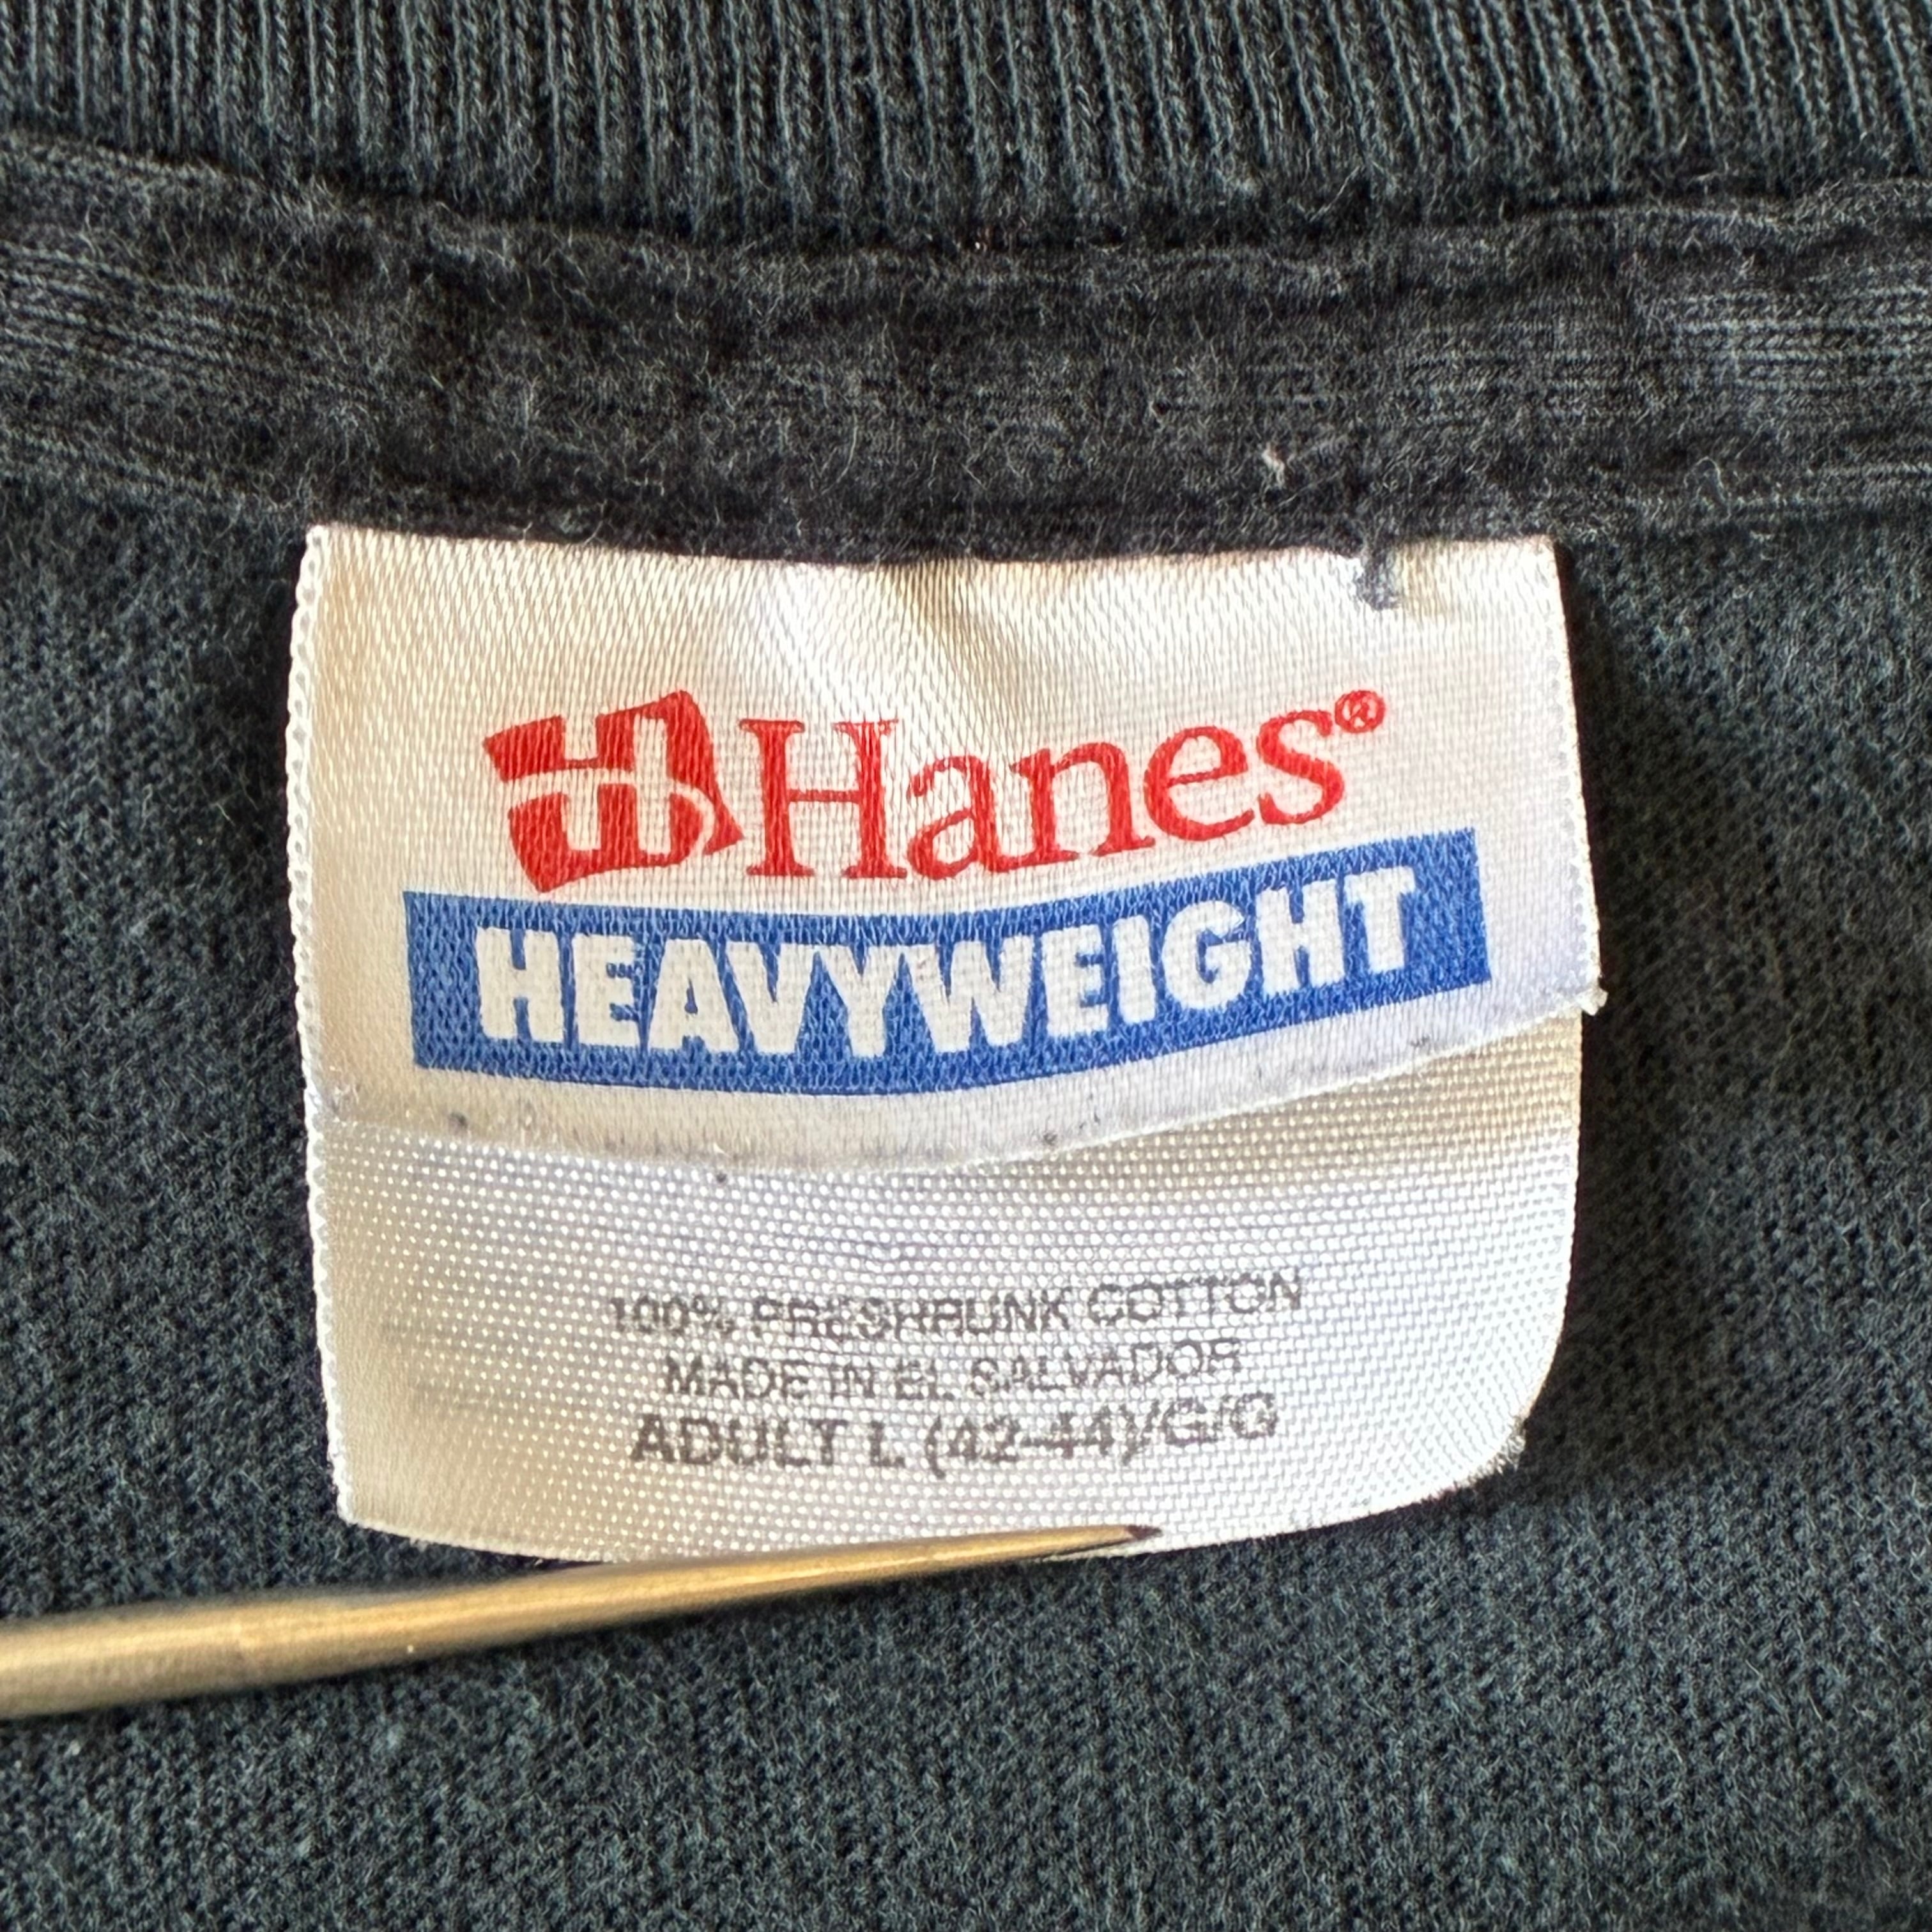 Hanes®
HEAVYWEIGHT
100% PRESHRUNK COTTON
MADE IN EL SALVADOR
ADULT L (42-44)/G/G